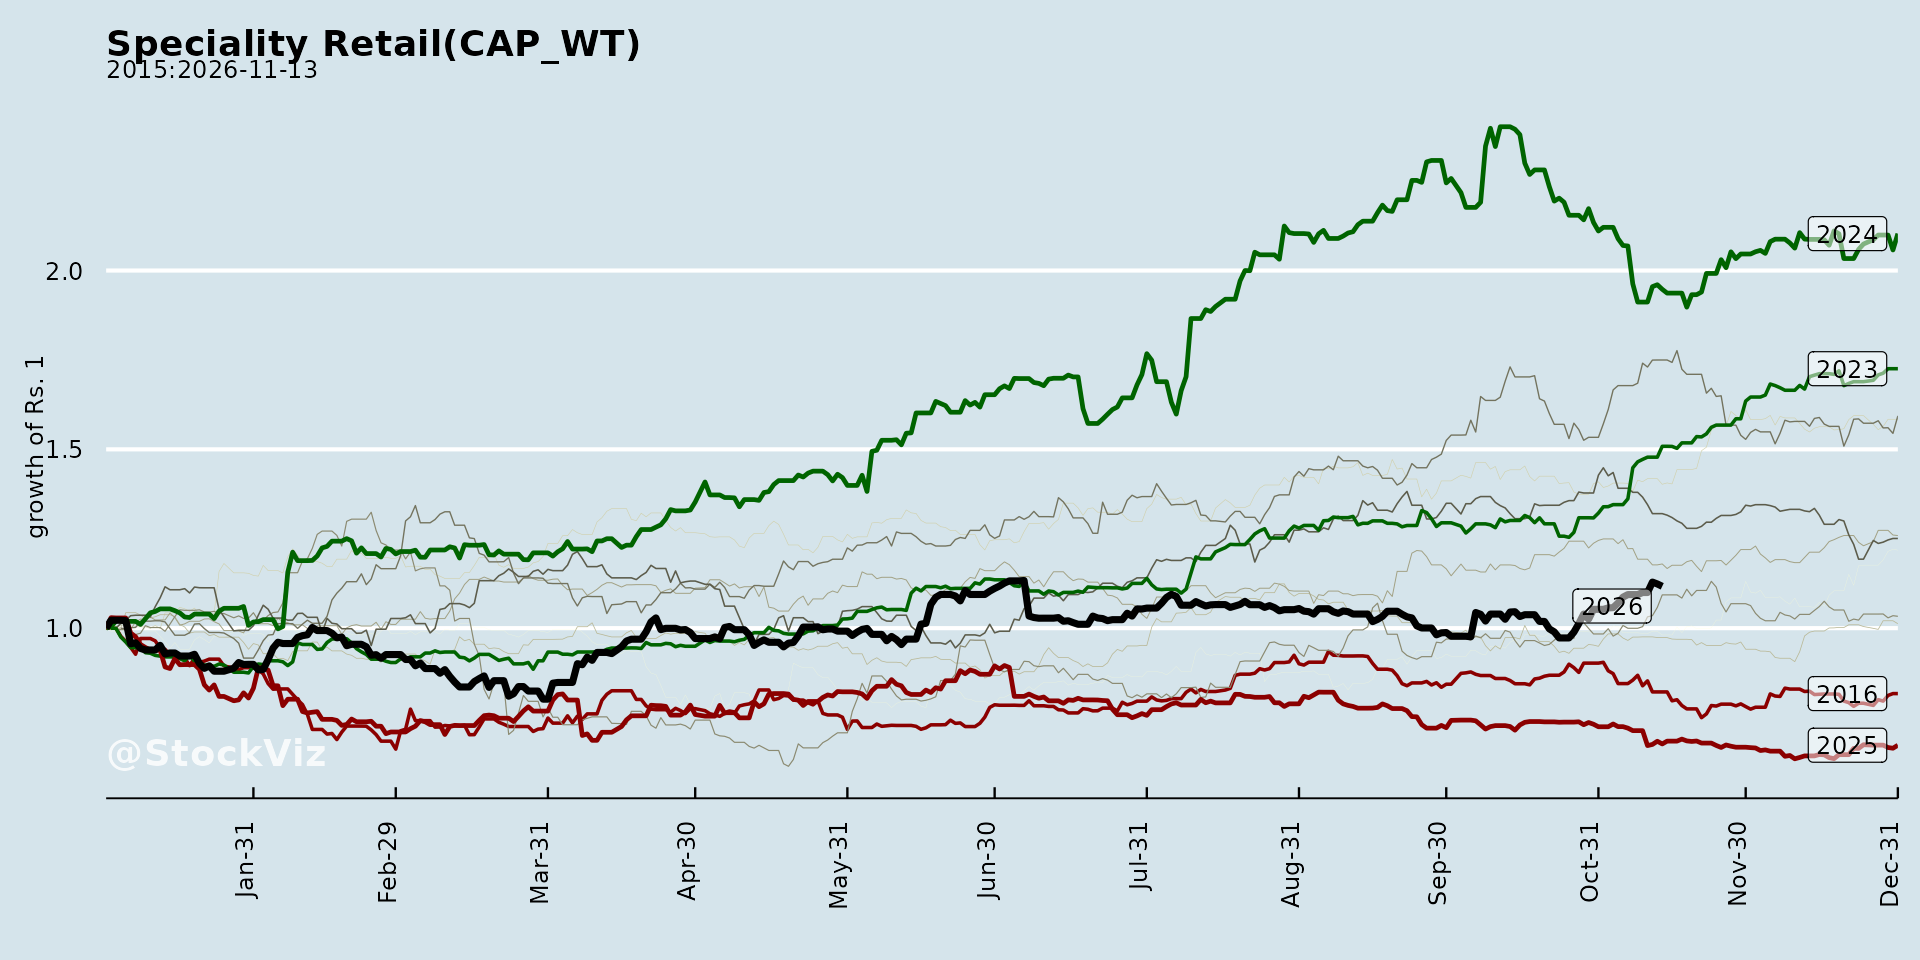 Speciality Retail(CAP_WT)
2015:2026-11-13
growth of Rs. 1
2.0
1.5
1.0
2024
2023
2026
2016
2025
@StockViz
Jan-31
Feb-29
Mar-31
Apr-30
May-31
Jun-30
Jul-31
Aug-31
Sep-30
Oct-31
Nov-30
Dec-31